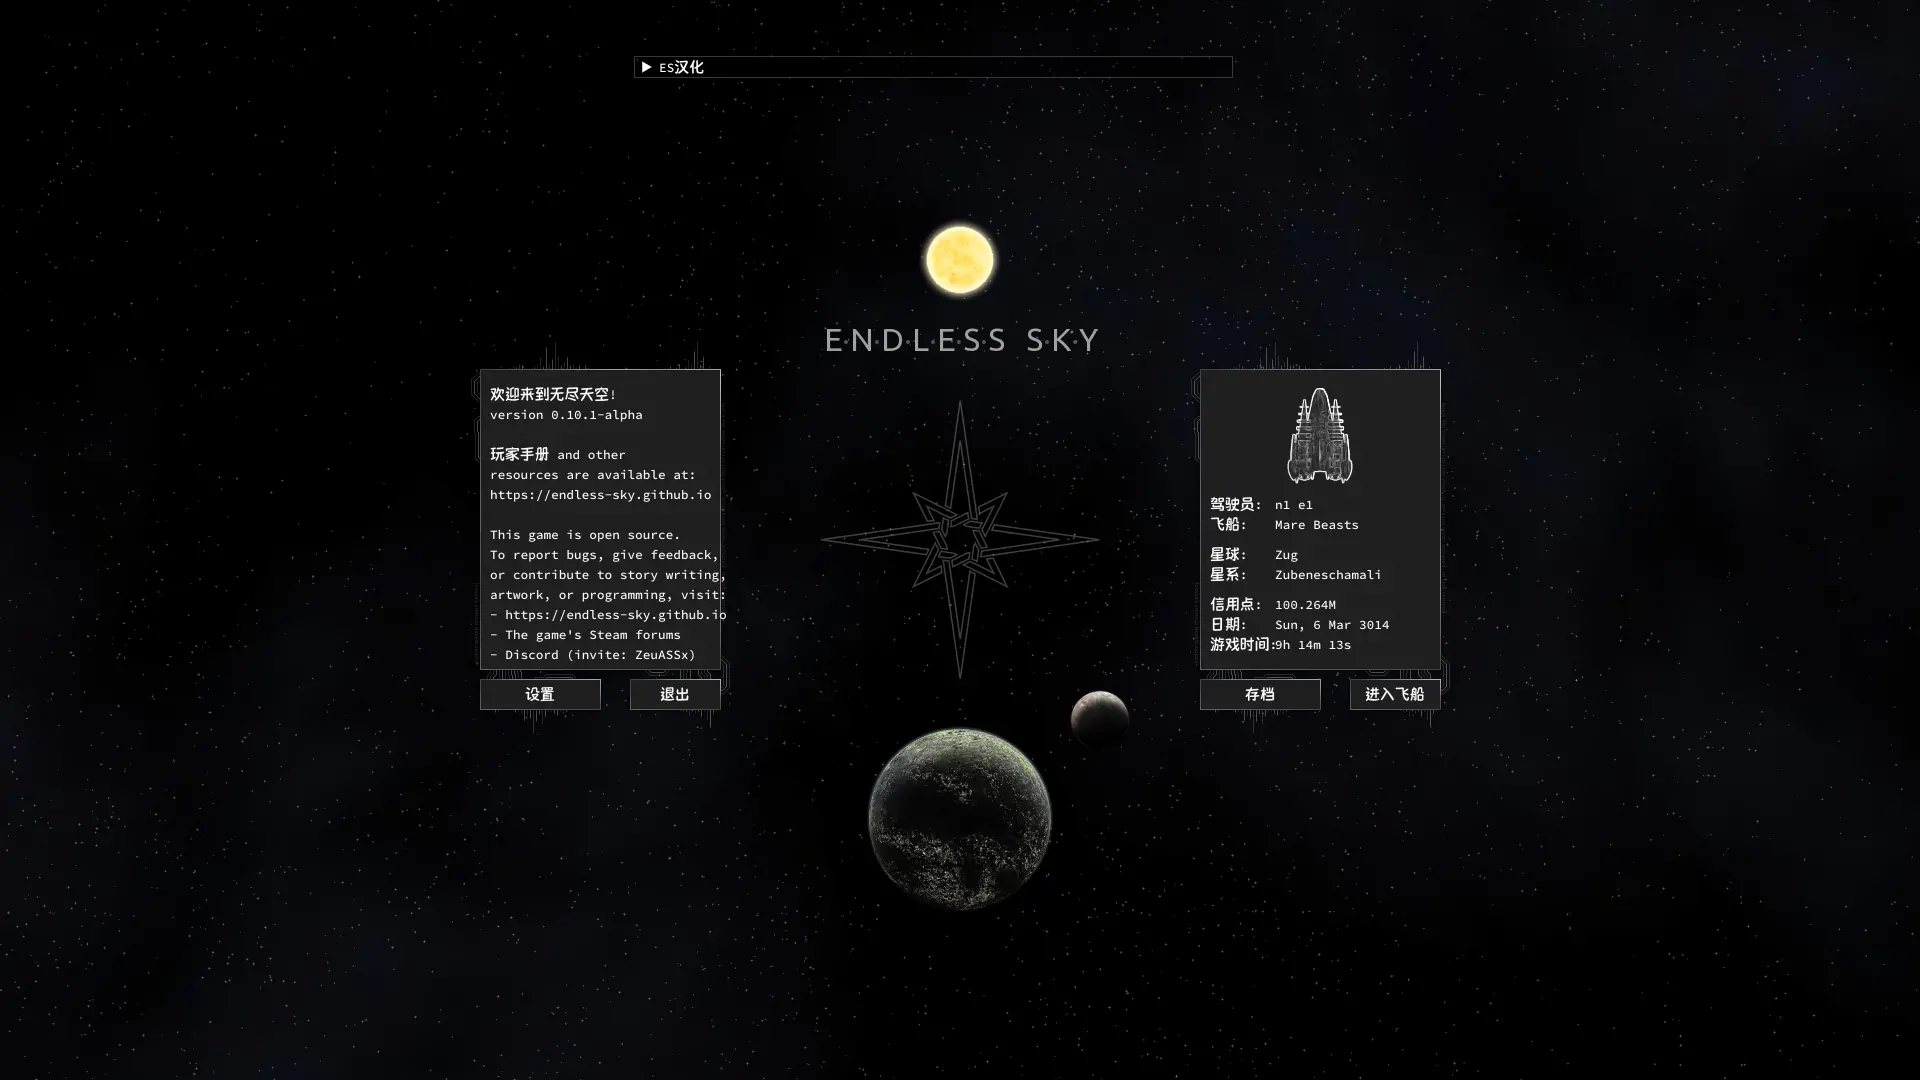 ▶ ES汉化
E·N·D·L·E·S·S S·K·Y
欢迎来到无尽天空!
version 0.10.1-alpha
玩家手册 and other
resources are available at:
https://endless-sky.github.io
This game is open source.
To report bugs, give feedback,
or contribute to story writing,
artwork, or programming, visit:
- https://endless-sky.github.io
- The game's Steam forums
- Discord (invite: ZeuASSx)
设置
退出
驾驶员: n1 e1
飞船: Mare Beasts
星球: Zug
星系: Zubeneschamali
信用点: 100.264M
日期: Sun, 6 Mar 3014
游戏时间:9h 14m 13s
存档
进入飞船